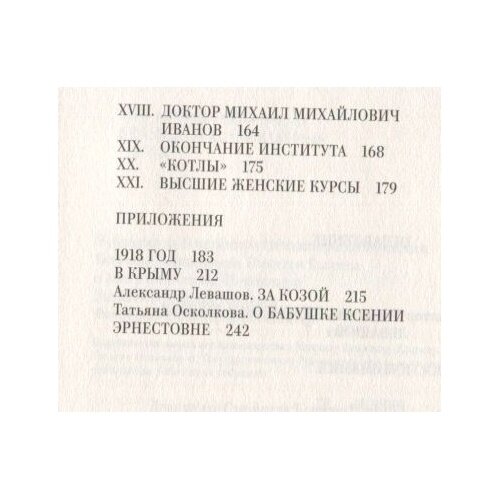 XVIII. ДОКТОР МИХАИЛ МИХАЙЛОВИЧ
ИВАНОВ 164
XIX. ОКОНЧАНИЕ ИНСТИТУТА 168
XX. «КОТЛЫ» 175
XXI. ВЫСШИЕ ЖЕНСКИЕ КУРСЫ 179
ПРИЛОЖЕНИЯ
1918 ГОД 183
В КРЫМУ 212
Александр Левашов. ЗА КОЗОЙ 215
Татьяна Осколкова. О БАБУШКЕ КСЕНИИ
ЭРНЕСТОВНЕ 242